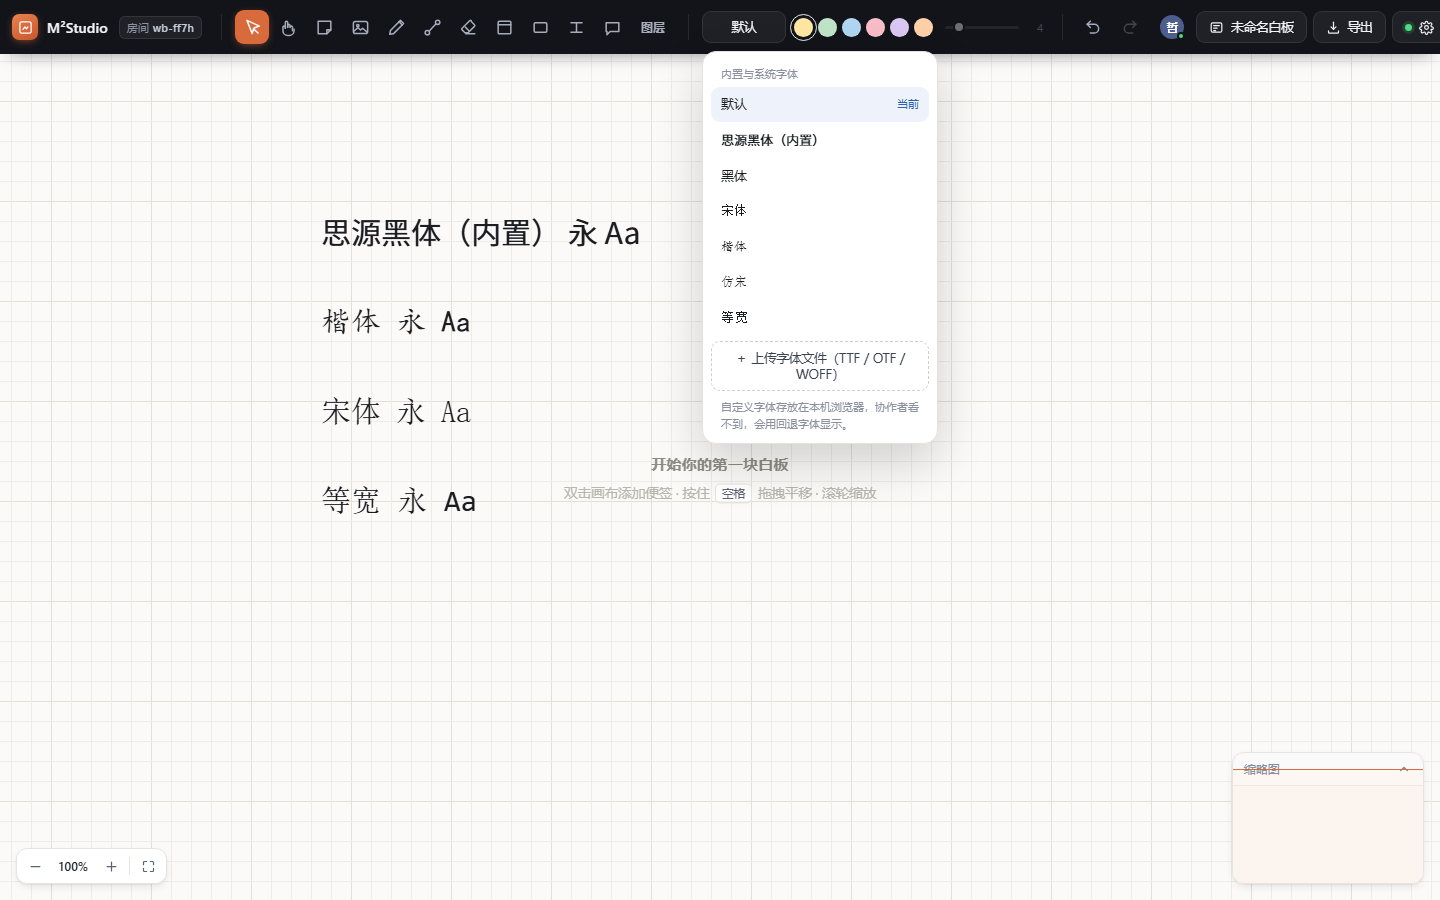 M²Studio
房间 wb-ff7h
图层
默认
4
哲
未命名白板
导出
内置与系统字体
默认 当前
思源黑体（内置）
黑体
宋体
楷体
仿宋
等宽
+ 上传字体文件（TTF / OTF /
WOFF）
自定义字体存放在本机浏览器，协作者看
不到，会用回退字体显示。
思源黑体（内置） 永 Aa
楷体 永 Aa
宋体 永 Aa
等宽 永 Aa
开始你的第一块白板
双击画布添加便签 · 按住 空格 拖拽平移 · 滚轮缩放
缩略图
100%